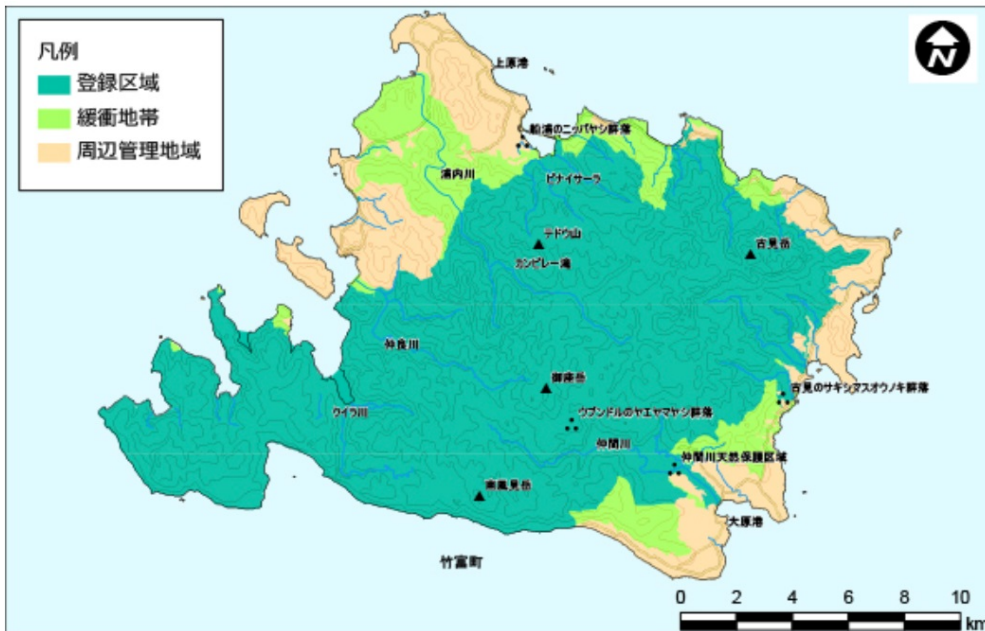 凡例
登録区域
緩衝地帯
周辺管理地域
N
上原港
船浦のニッパヤシ群落
浦内川
ピナイサーラ
テドウ山
古見岳
カンピレー滝
仲良川
御座岳
古見のサキシマスオウノキ群落
クイラ川
ウブンドルのヤエヤマヤシ群落
仲間川
仲間川天然保護区域
南風見岳
大原港
竹富町
0 2 4 6 8 10
km